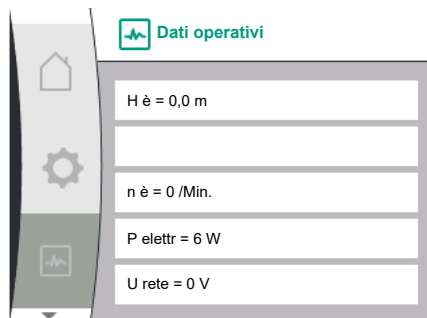 Dati operativi
H è = 0,0 m
n è = 0 /Min.
P elettr = 6 W
U rete = 0 V